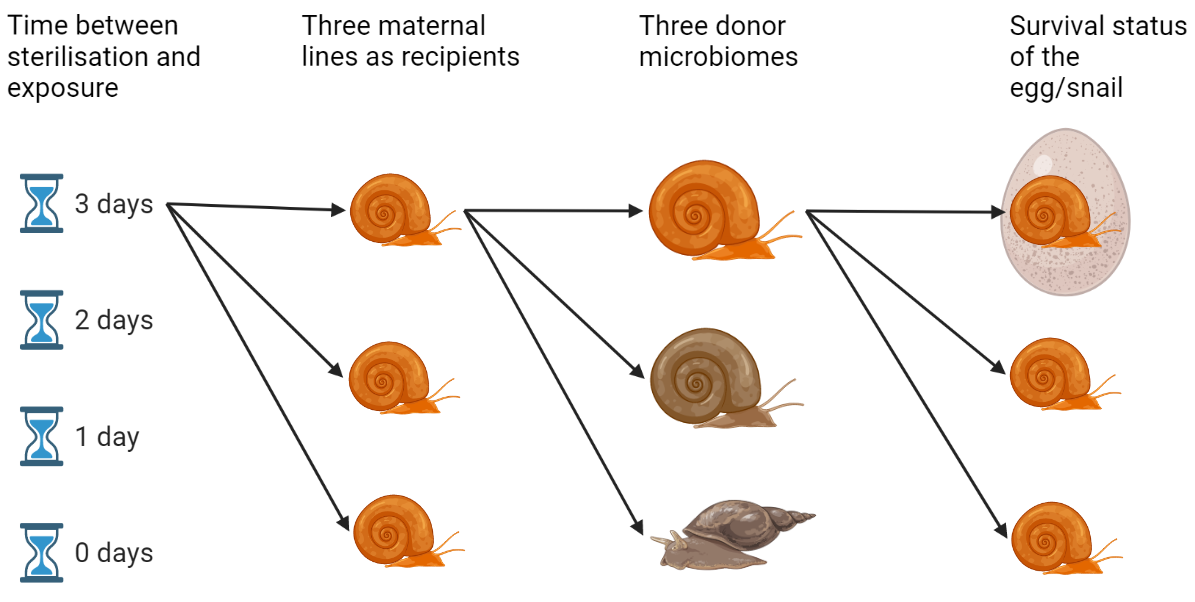 Time between
sterilisation and
exposure
Three maternal
lines as recipients
Three donor
microbiomes
Survival status
of the
egg/snail
3 days
2 days
1 day
0 days